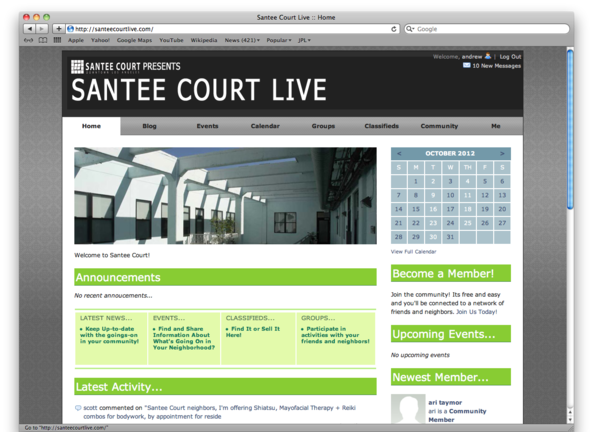 Santee Court Live :: Home
http://santeecourtlive.com/
Google
Apple Yahoo! Google Maps YouTube Wikipedia News (421) Popular JPL
Welcome, andrew | Log Out
10 New Messeges
SANTEE COURT PRESENTS
SANTEE COURT LIVE
Home Blog Events Calendar Groups Classifieds Community Me
< OCTOBER 2012 >
S M T W TH F S
1 2 3 4 5 6
7 8 9 10 11 12 13
14 15 16 17 18 19 20
21 22 23 24 25 26 27
28 29 30 31
View Full Calendar
Welcome to Santee Court!
Announcements
No recent annoucements...
LATEST NEWS...
Keep Up-to-date
with the goings-on
in your community!
EVENTS...
Find and Share
Information About
What's Going On in
Your Neighborhood?
CLASSIFIEDS...
Find It or Sell It
Here!
GROUPS...
Participate in
activities with your
friends and neighbors!
Latest Activity...
scott commented on "Santee Court neighbors, I'm offering Shiatsu, Mayofacial Therapy + Reiki
combos for bodywork, by appointment for reside
Become a Member!
Join the community! Its free and easy
and you'll be connected to a network of
friends and neighbors. Join Us Today!
Upcoming Events...
No upcoming events
Newest Member...
ari taymor
ari is a Community
Member
Go to "http://santeecourtlive.com/"